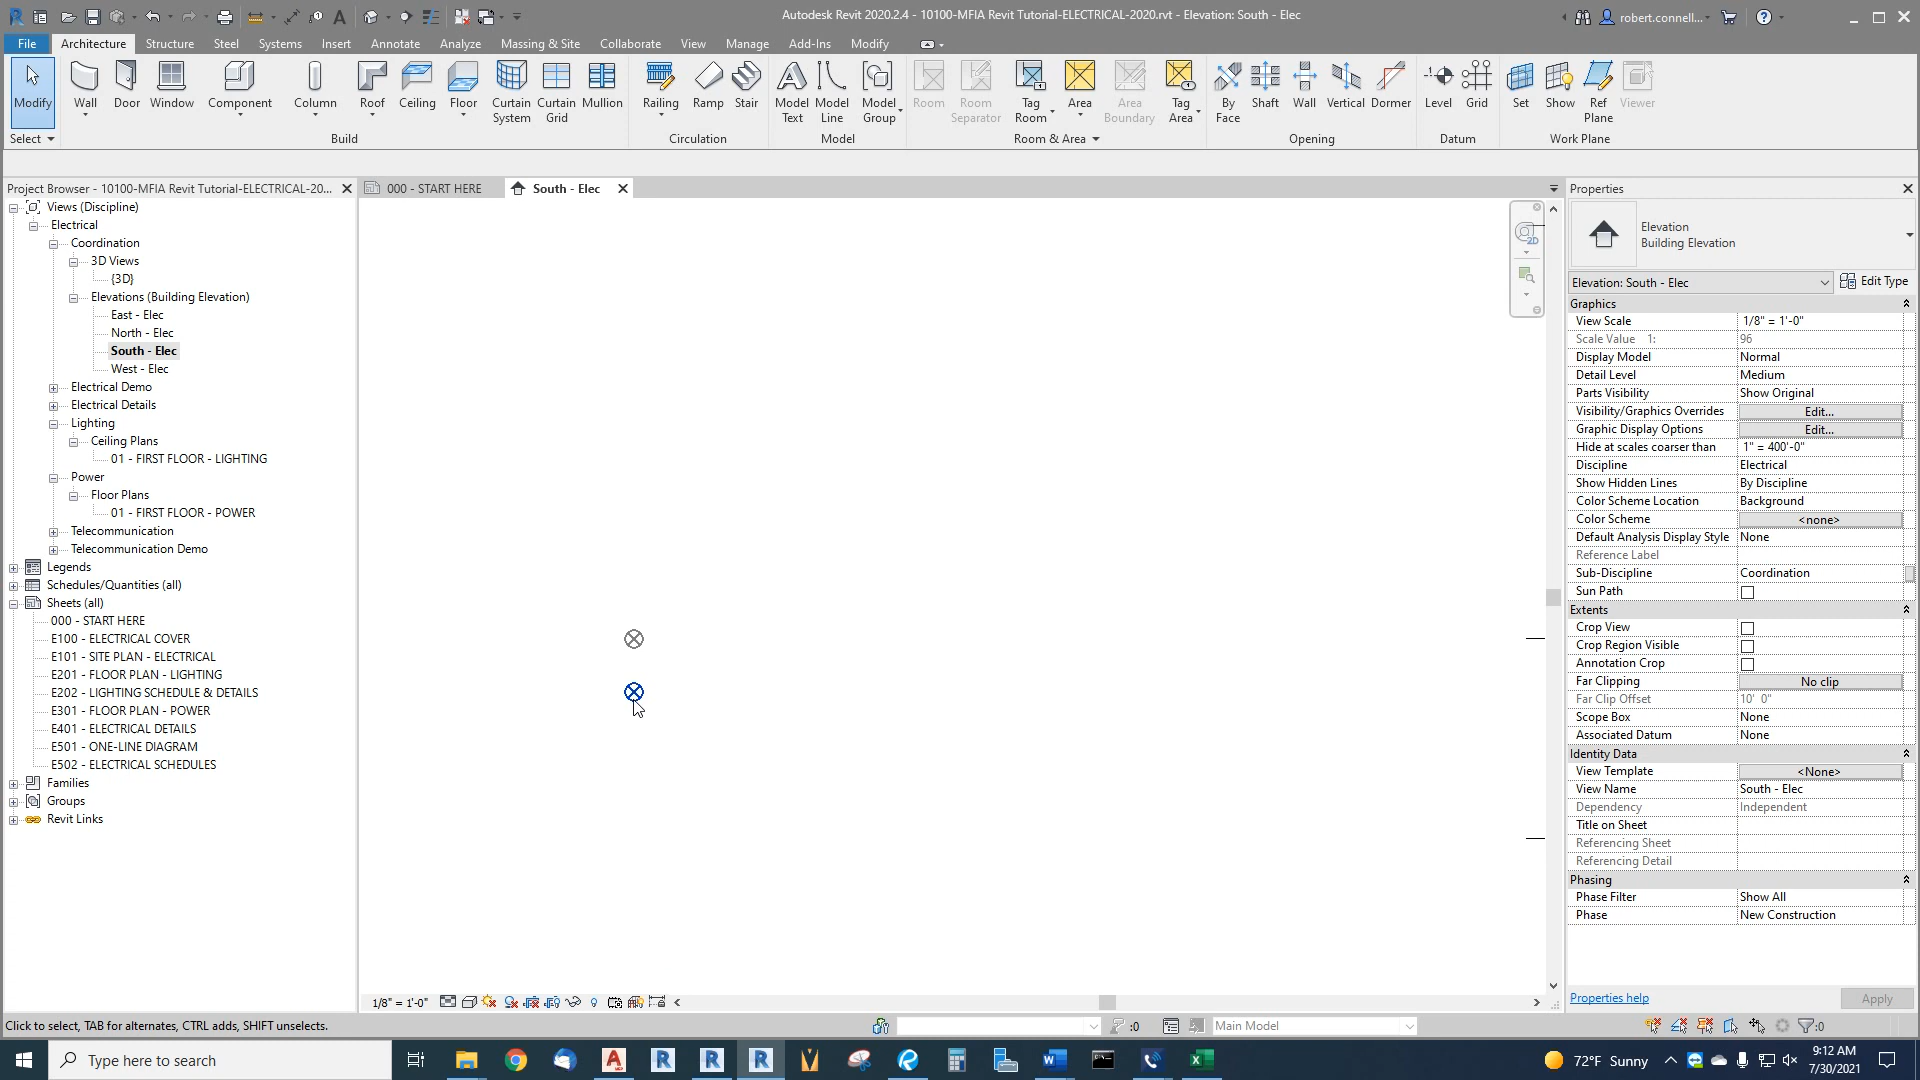 Autodesk Revit 2020.2.4 - 10100-MFIA Revit Tutorial-ELECTRICAL-2020.rvt - Elevation: South - Elec
robert.connell...
File Architecture Structure Steel Systems Insert Annotate Analyze Massing & Site Collaborate View Manage Add-Ins Modify
Modify Wall Door Window Component Column Roof Ceiling Floor Curtain System Curtain Grid Mullion Railing Ramp Stair Model Text Model Line Model Group Room Room Separator Tag Room Area Area Boundary Tag Area By Face Shaft Wall Vertical Dormer Level Grid Set Show Ref Plane Viewer
Select Build Circulation Model Room & Area Opening Datum Work Plane
Project Browser - 10100-MFIA Revit Tutorial-ELECTRICAL-20...
Views (Discipline)
Electrical
Coordination
3D Views
{3D}
Elevations (Building Elevation)
East - Elec
North - Elec
South - Elec
West - Elec
Electrical Demo
Electrical Details
Lighting
Ceiling Plans
01 - FIRST FLOOR - LIGHTING
Power
Floor Plans
01 - FIRST FLOOR - POWER
Telecommunication
Telecommunication Demo
Legends
Schedules/Quantities (all)
Sheets (all)
000 - START HERE
E100 - ELECTRICAL COVER
E101 - SITE PLAN - ELECTRICAL
E201 - FLOOR PLAN - LIGHTING
E202 - LIGHTING SCHEDULE & DETAILS
E301 - FLOOR PLAN - POWER
E401 - ELECTRICAL DETAILS
E501 - ONE-LINE DIAGRAM
E502 - ELECTRICAL SCHEDULES
Families
Groups
Revit Links
000 - START HERE
South - Elec
2D
1/8" = 1'-0"
Properties
Elevation
Building Elevation
Elevation: South - Elec Edit Type
Graphics
View Scale 1/8" = 1'-0"
Scale Value 1: 96
Display Model Normal
Detail Level Medium
Parts Visibility Show Original
Visibility/Graphics Overrides Edit...
Graphic Display Options Edit...
Hide at scales coarser than 1" = 400'-0"
Discipline Electrical
Show Hidden Lines By Discipline
Color Scheme Location Background
Color Scheme <none>
Default Analysis Display Style None
Reference Label
Sub-Discipline Coordination
Sun Path
Extents
Crop View
Crop Region Visible
Annotation Crop
Far Clipping No clip
Far Clip Offset 10' 0"
Scope Box None
Associated Datum None
Identity Data
View Template <None>
View Name South - Elec
Dependency Independent
Title on Sheet
Referencing Sheet
Referencing Detail
Phasing
Phase Filter Show All
Phase New Construction
Properties help Apply
Click to select, TAB for alternates, CTRL adds, SHIFT unselects.
:0
Main Model
:0
Type here to search
72°F Sunny
9:12 AM
7/30/2021